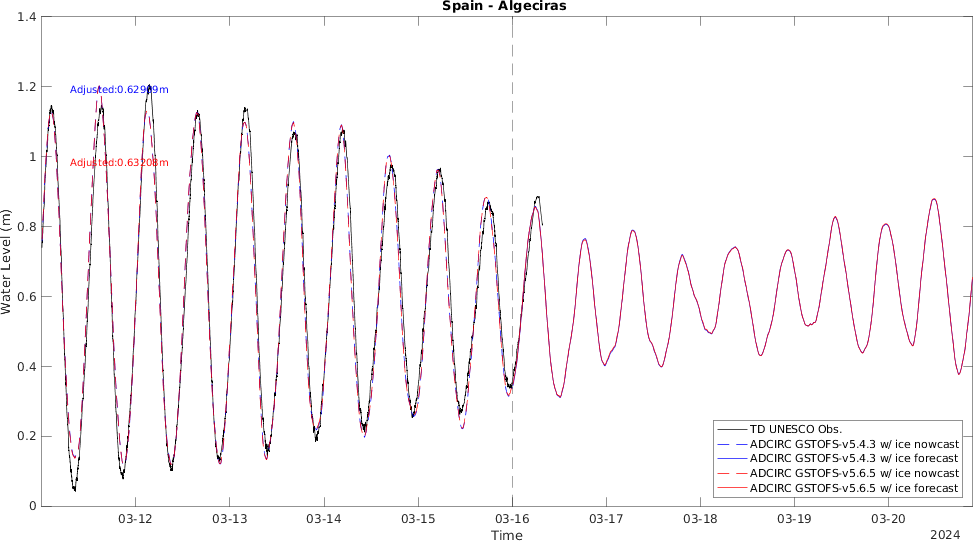 Spain - Algeciras
1.4
1.2
1
0.8
0.6
0.4
0.2
0
Water Level (m)
Adjusted:0.62949m
Adjusted:0.63203m
TD UNESCO Obs.
ADCIRC GSTOFS-v5.4.3 w/ ice nowcast
ADCIRC GSTOFS-v5.4.3 w/ ice forecast
ADCIRC GSTOFS-v5.6.5 w/ ice nowcast
ADCIRC GSTOFS-v5.6.5 w/ ice forecast
03-12 03-13 03-14 03-15 03-16 03-17 03-18 03-19 03-20
Time
2024